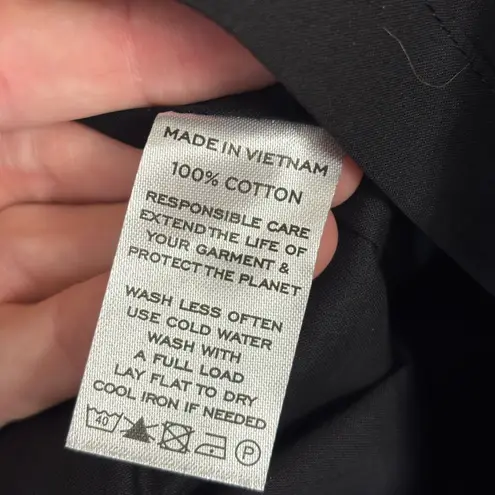 MADE IN VIETNAM
100% COTTON
RESPONSIBLE CARE
EXTEND THE LIFE OF
YOUR GARMENT &
PROTECT THE PLANET
WASH LESS OFTEN
USE COLD WATER
WASH WITH
A FULL LOAD
LAY FLAT TO DRY
COOL IRON IF NEEDED
40 P